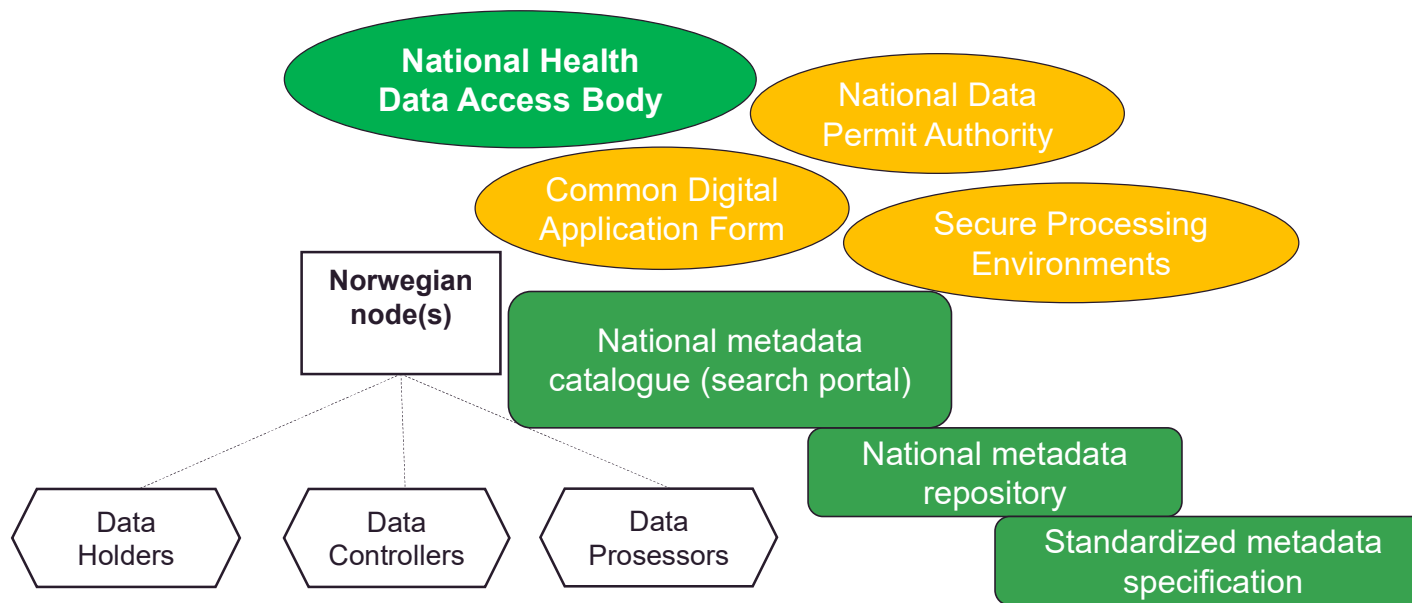 National Health
Data Access Body
National Data
Permit Authority
Common Digital
Application Form
Secure Processing
Environments
Norwegian
node(s)
National metadata
catalogue (search portal)
National metadata
repository
Data
Holders
Data
Controllers
Data
Prosessors
Standardized metadata
specification